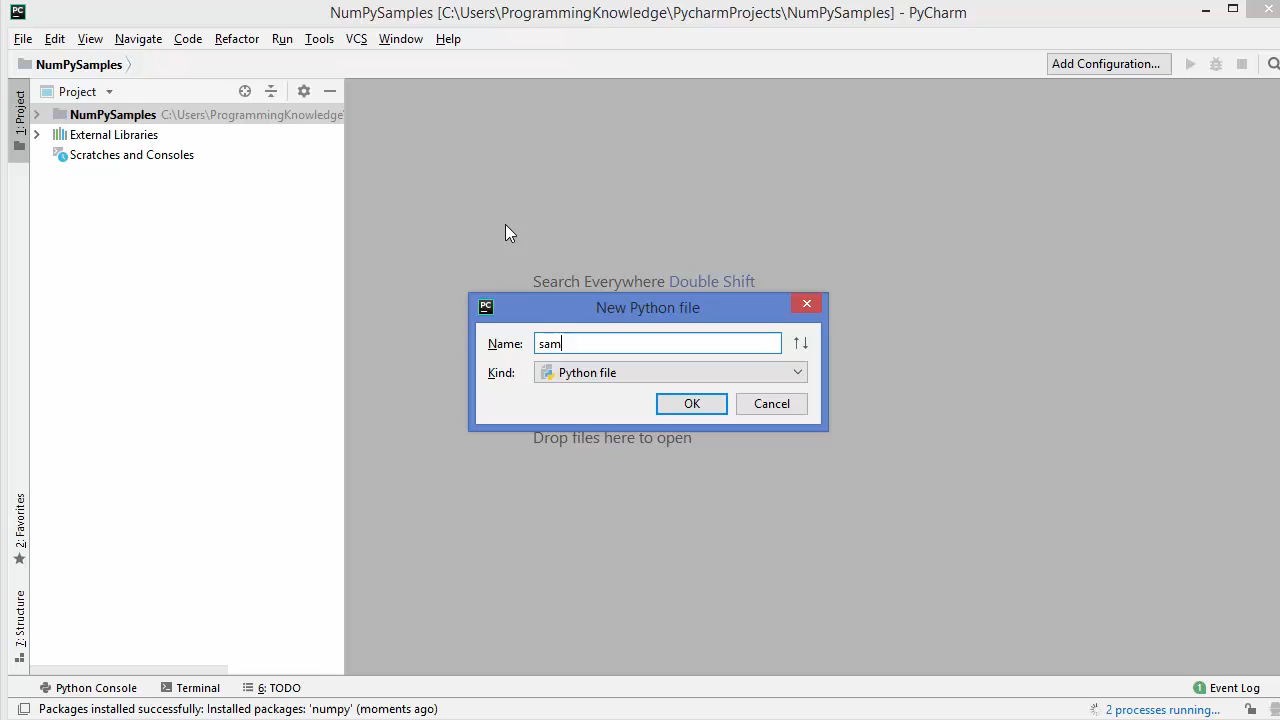 NumPySamples [C:\Users\ProgrammingKnowledge\PycharmProjects\NumPySamples] - PyCharm
File Edit View Navigate Code Refactor Run Tools VCS Window Help
NumPySamples Add Configuration...
1: Project
Project
NumPySamples C:\Users\ProgrammingKnowledge\
External Libraries
Scratches and Consoles
Search Everywhere Double Shift
PC New Python file
Name: sam
Kind: Python file
OK Cancel
Drop files here to open
2: Favorites
7: Structure
Python Console Terminal 6: TODO 1 Event Log
Packages installed successfully: Installed packages: 'numpy' (moments ago) 2 processes running...